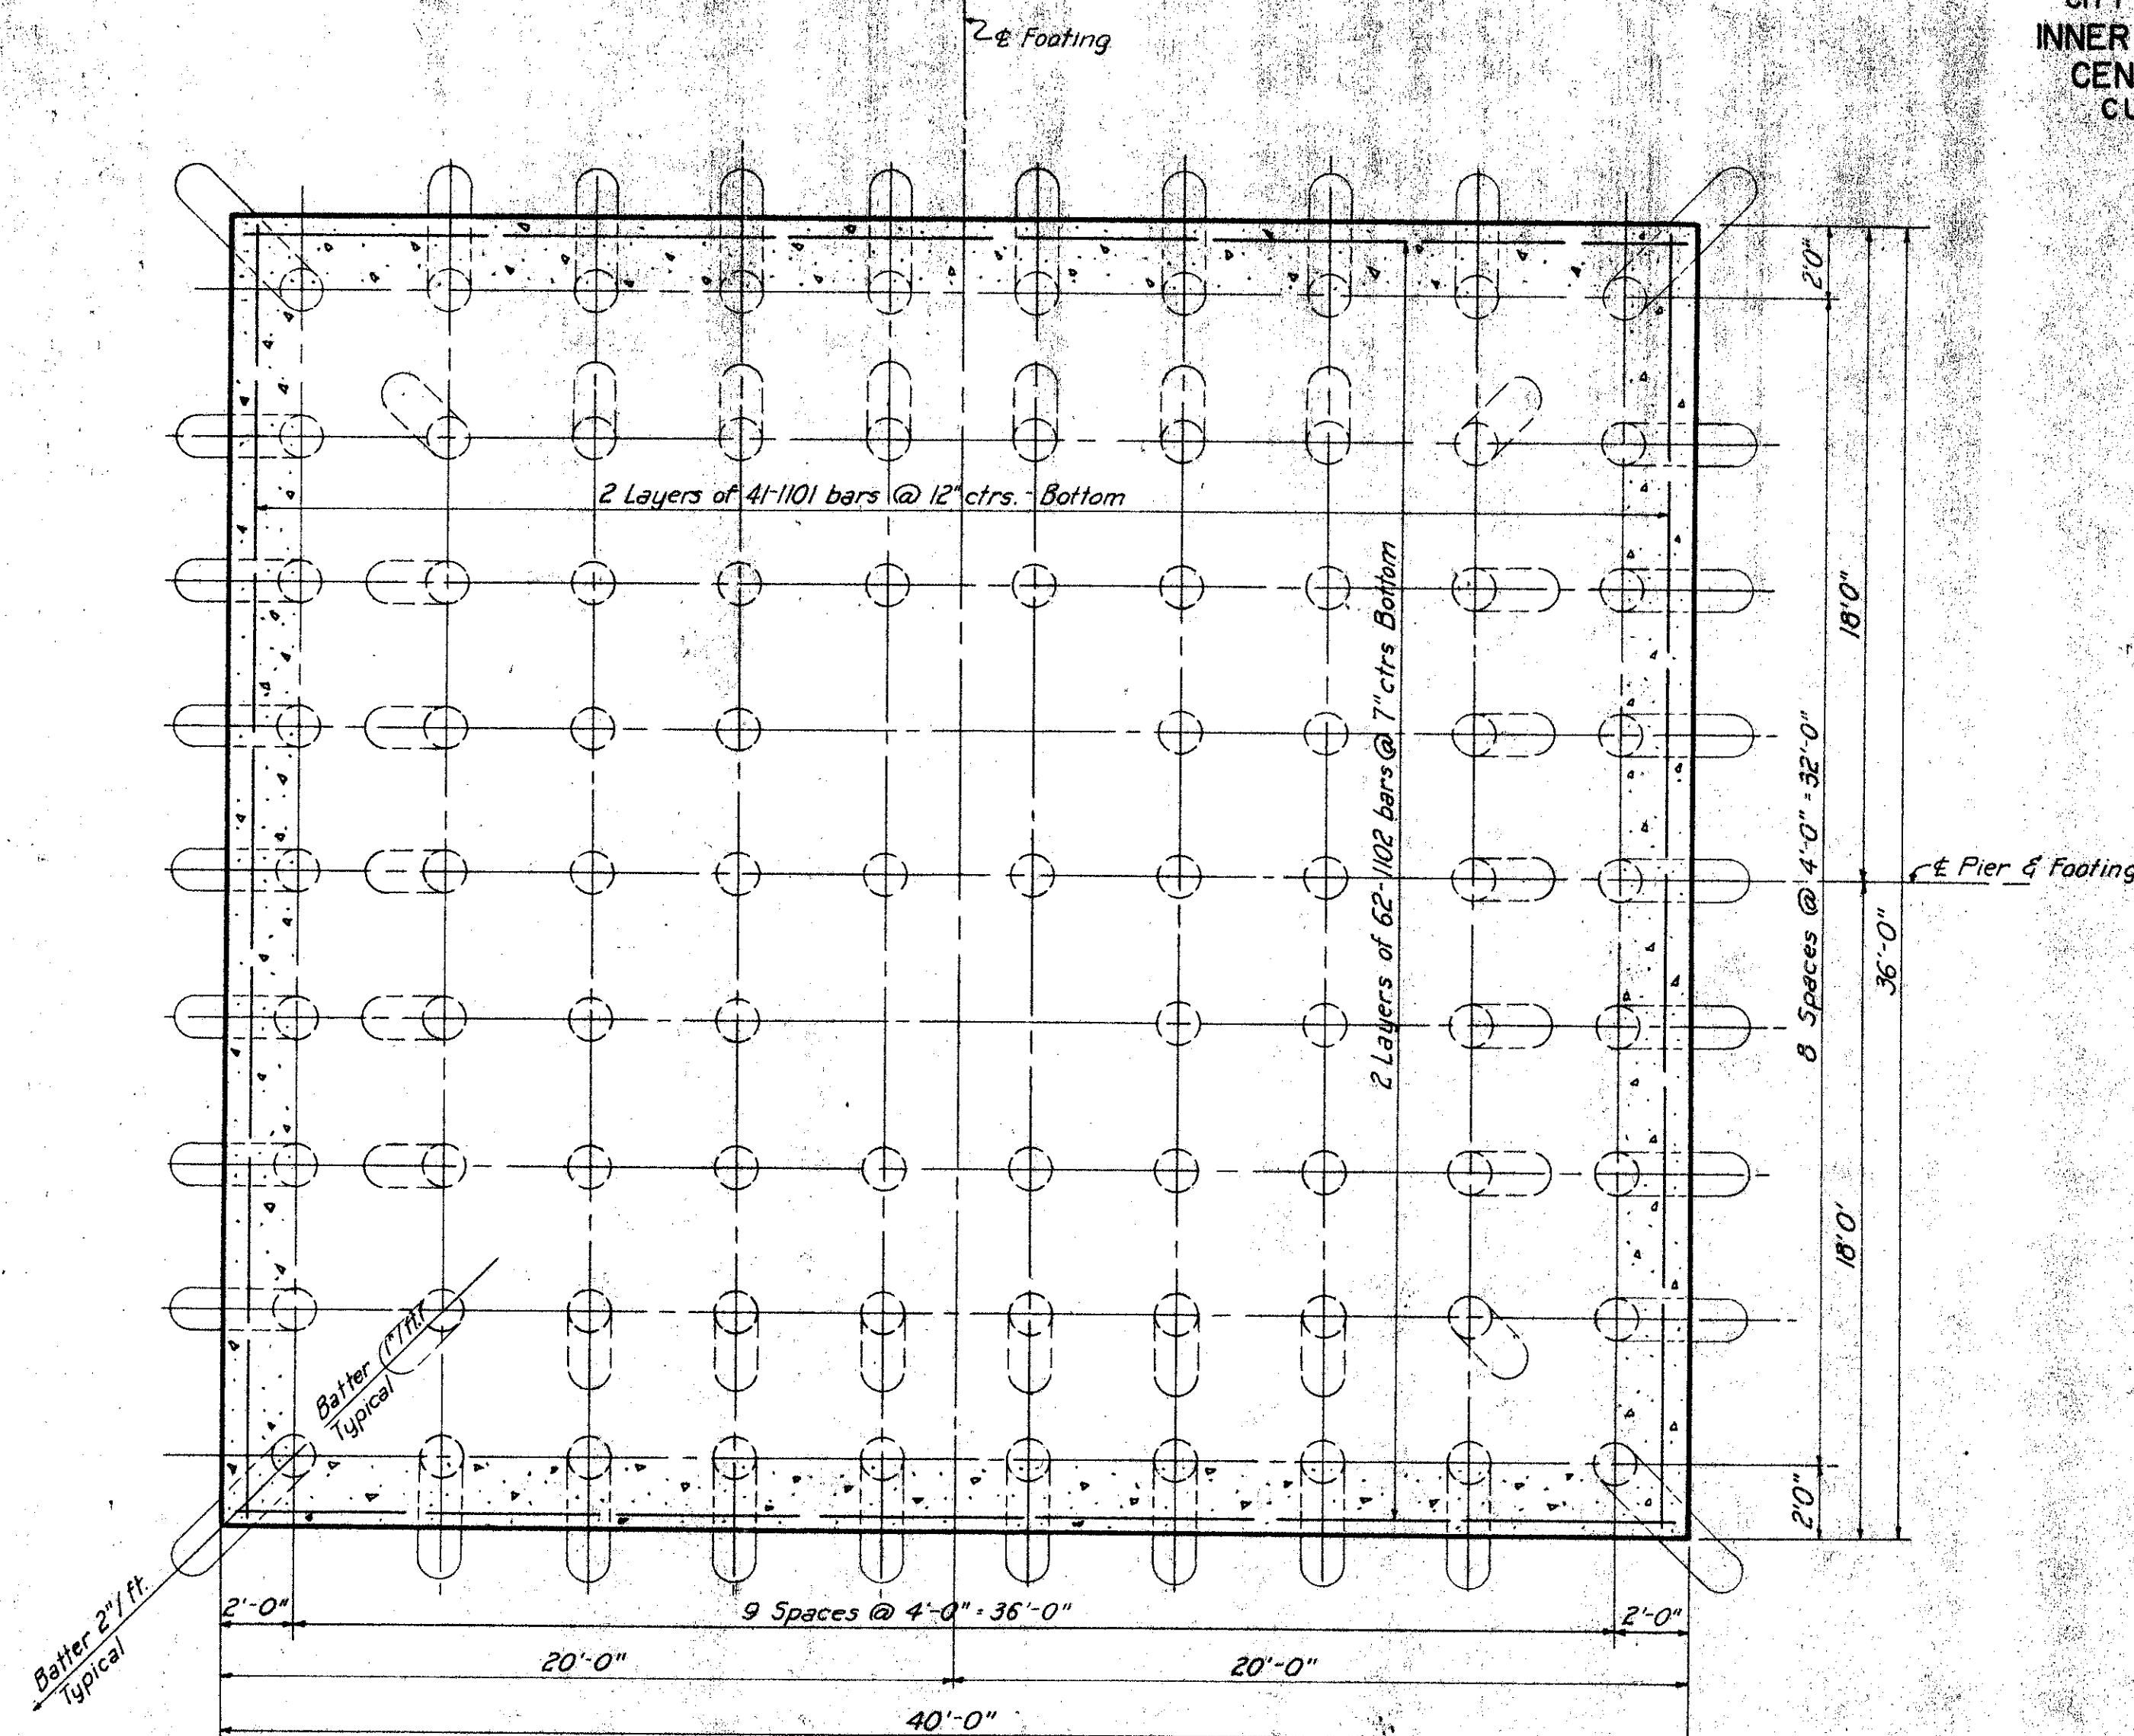 ℄ Footing
INNER
CEN
CU
2'0"
2 Layers of 41-1101 bars @ 12" ctrs. - Bottom
2 Layers of 62-1102 bars @ 7" ctrs Bottom
18'0"
8 Spaces @ 4'-0" = 32'-0"
℄ Pier & Footing
36'-0"
18'0'
2'0"
Batter 1"/ft.
Typical
Batter 2"/ft.
Typical
2'-0"
9 Spaces @ 4'-0" = 36'-0"
2'-0"
20'-0"
20'-0"
40'-0"